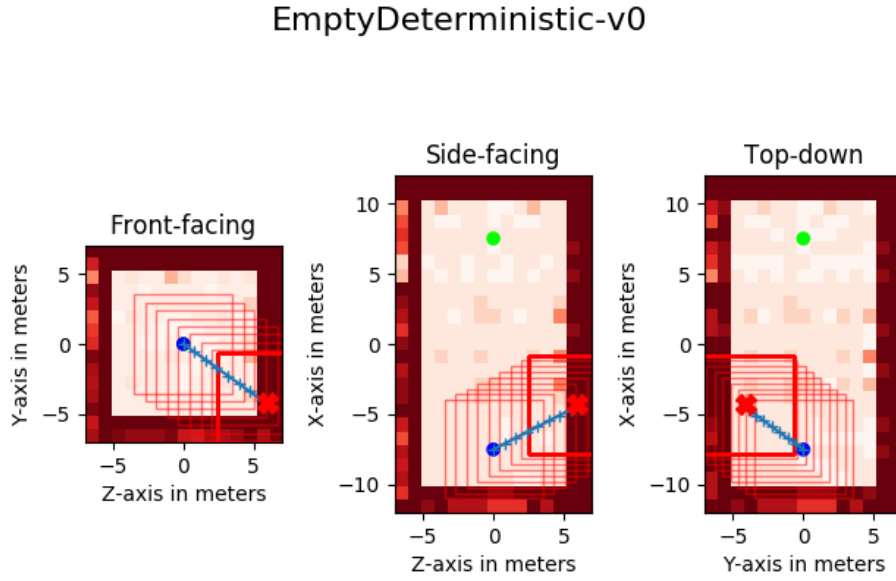 EmptyDeterministic-v0
Front-facing
Y-axis in meters
5
0
−5
−5
0
5
Z-axis in meters
Side-facing
X-axis in meters
10
5
0
−5
−10
−5
0
5
Z-axis in meters
Top-down
X-axis in meters
10
5
0
−5
−10
−5
0
5
Y-axis in meters